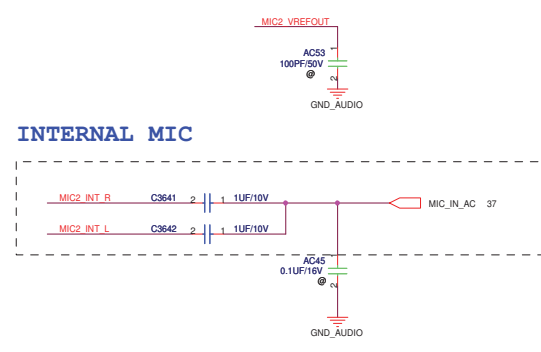 MIC2_VREFOUT
1
AC53
100PF/50V
@
2
GND_AUDIO
INTERNAL MIC
MIC2_INT_R C3641 2 1 1UF/10V
MIC_IN_AC 37
MIC2_INT_L C3642 2 1 1UF/10V
1
AC45
0.1UF/16V
@
2
GND_AUDIO